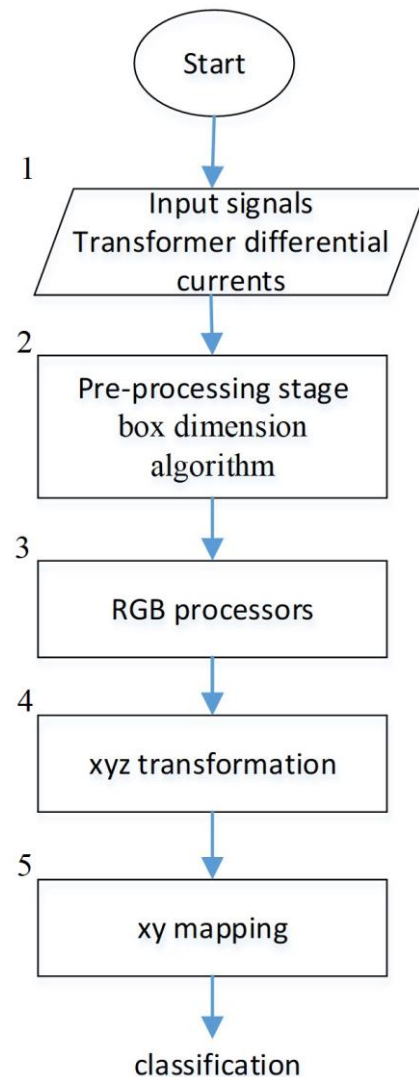 Start
1
Input signals
Transformer differential
currents
2
Pre-processing stage
box dimension
algorithm
3
RGB processors
4
xyz transformation
5
xy mapping
classification